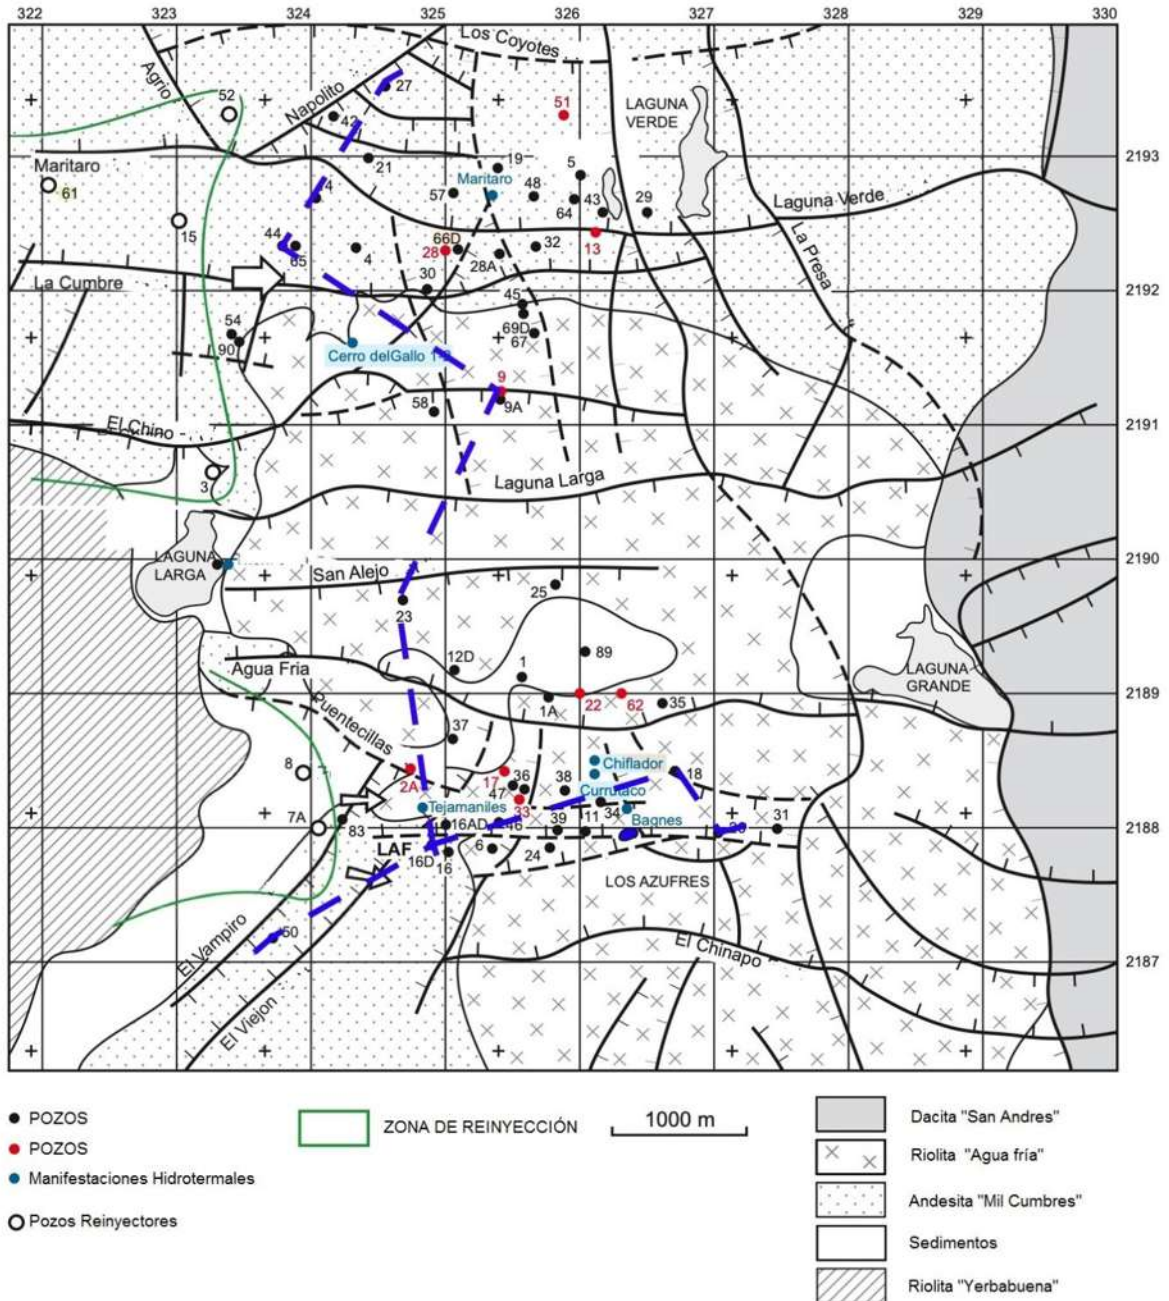 322 323 324 325 326 327 328 329 330
Los Coyotes
Agrio
Napolito
27
52
51
LAGUNA
VERDE
42
2193
Maritaro
21
19
5
Maritaro
61
4
57
48
64
43
29
Laguna Verde
15
44
65
4
66D
28
28A
32
13
La Presa
La Cumbre
30
2192
45
54
90
69D
67
Cerro delGallo
9
58
9A
El Chino
2191
3
Laguna Larga
LAGUNA
LARGA
2190
San Alejo
25
23
12D
1
89
Agua Fria
LAGUNA
GRANDE
2189
1A
22
62
35
Puentecillas
37
8
2A
17
36
47
38
Chiflador
18
Currutaco
7A
83
Tejamaniles
33
34
Bagnes
16AD
46
39
11
31
2188
LAF
16D
16
6
24
LOS AZUFRES
50
El Vampiro
El Chinapo
2187
El Viejon
POZOS
POZOS
Manifestaciones Hidrotermales
Pozos Reinyectores
ZONA DE REINYECCIÓN
1000 m
Dacita "San Andres"
Riolita "Agua fría"
Andesita "Mil Cumbres"
Sedimentos
Riolita "Yerbabuena"